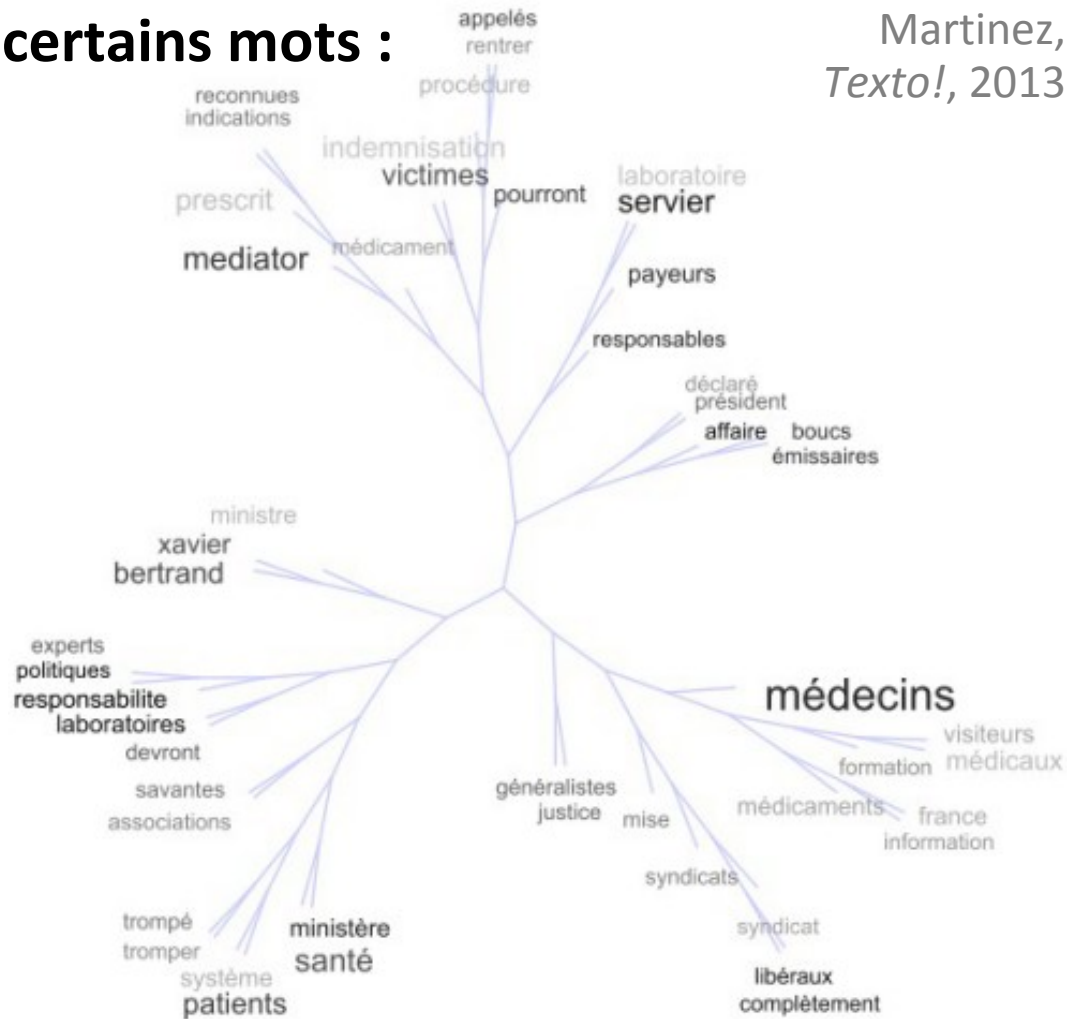 certains mots :
Martinez,
Texto!, 2013
appelés
rentrer
procédure
reconnues
indications
indemnisation
victimes
pourront
prescrit
médicament
mediator
laboratoire
servier
payeurs
responsables
déclaré
président
affaire
boucs
émissaires
ministre
xavier
bertrand
experts
politiques
responsabilite
laboratoires
devront
savantes
associations
trompé
tromper
système
patients
ministère
santé
généralistes
justice
mise
syndicats
syndicat
libéraux
complètement
médecins
visiteurs
médicaux
formation
médicaments
france
information